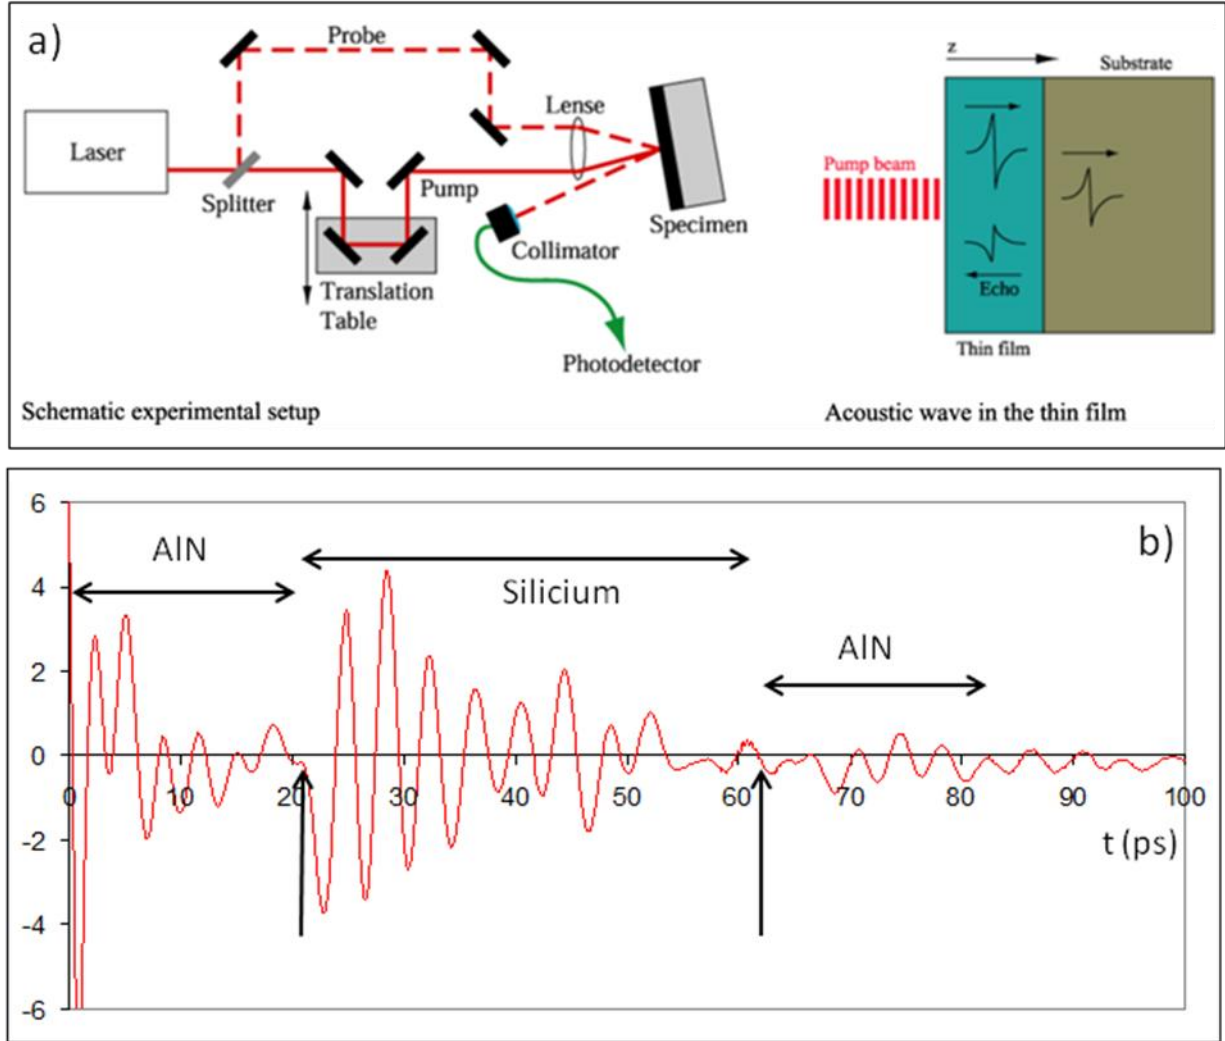 a)
Probe
Laser
Splitter
Lense
Pump
Specimen
Collimator
Translation
Table
Photodetector
Schematic experimental setup
z
Substrate
Pump beam
Echo
Thin film
Acoustic wave in the thin film
b)
6
4
2
0
-2
-4
-6
AlN
Silicium
AlN
0 10 20 30 40 50 60 70 80 90 100
t (ps)